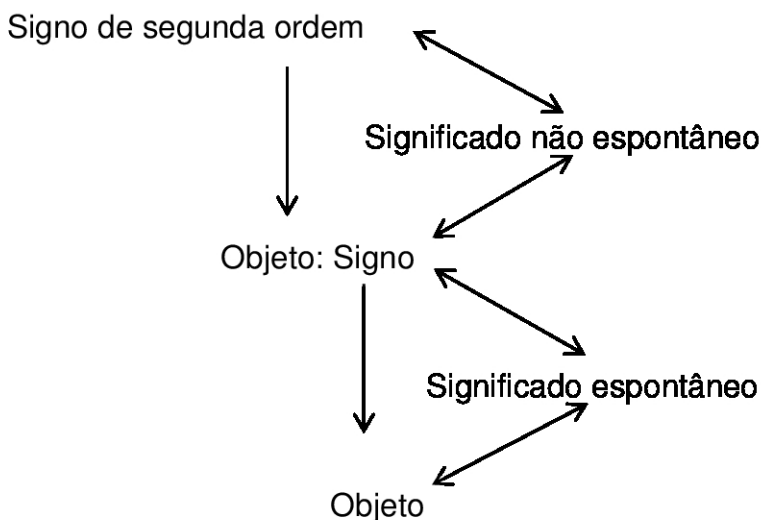 Signo de segunda ordem
Significado não espontâneo
Objeto: Signo
Significado espontâneo
Objeto